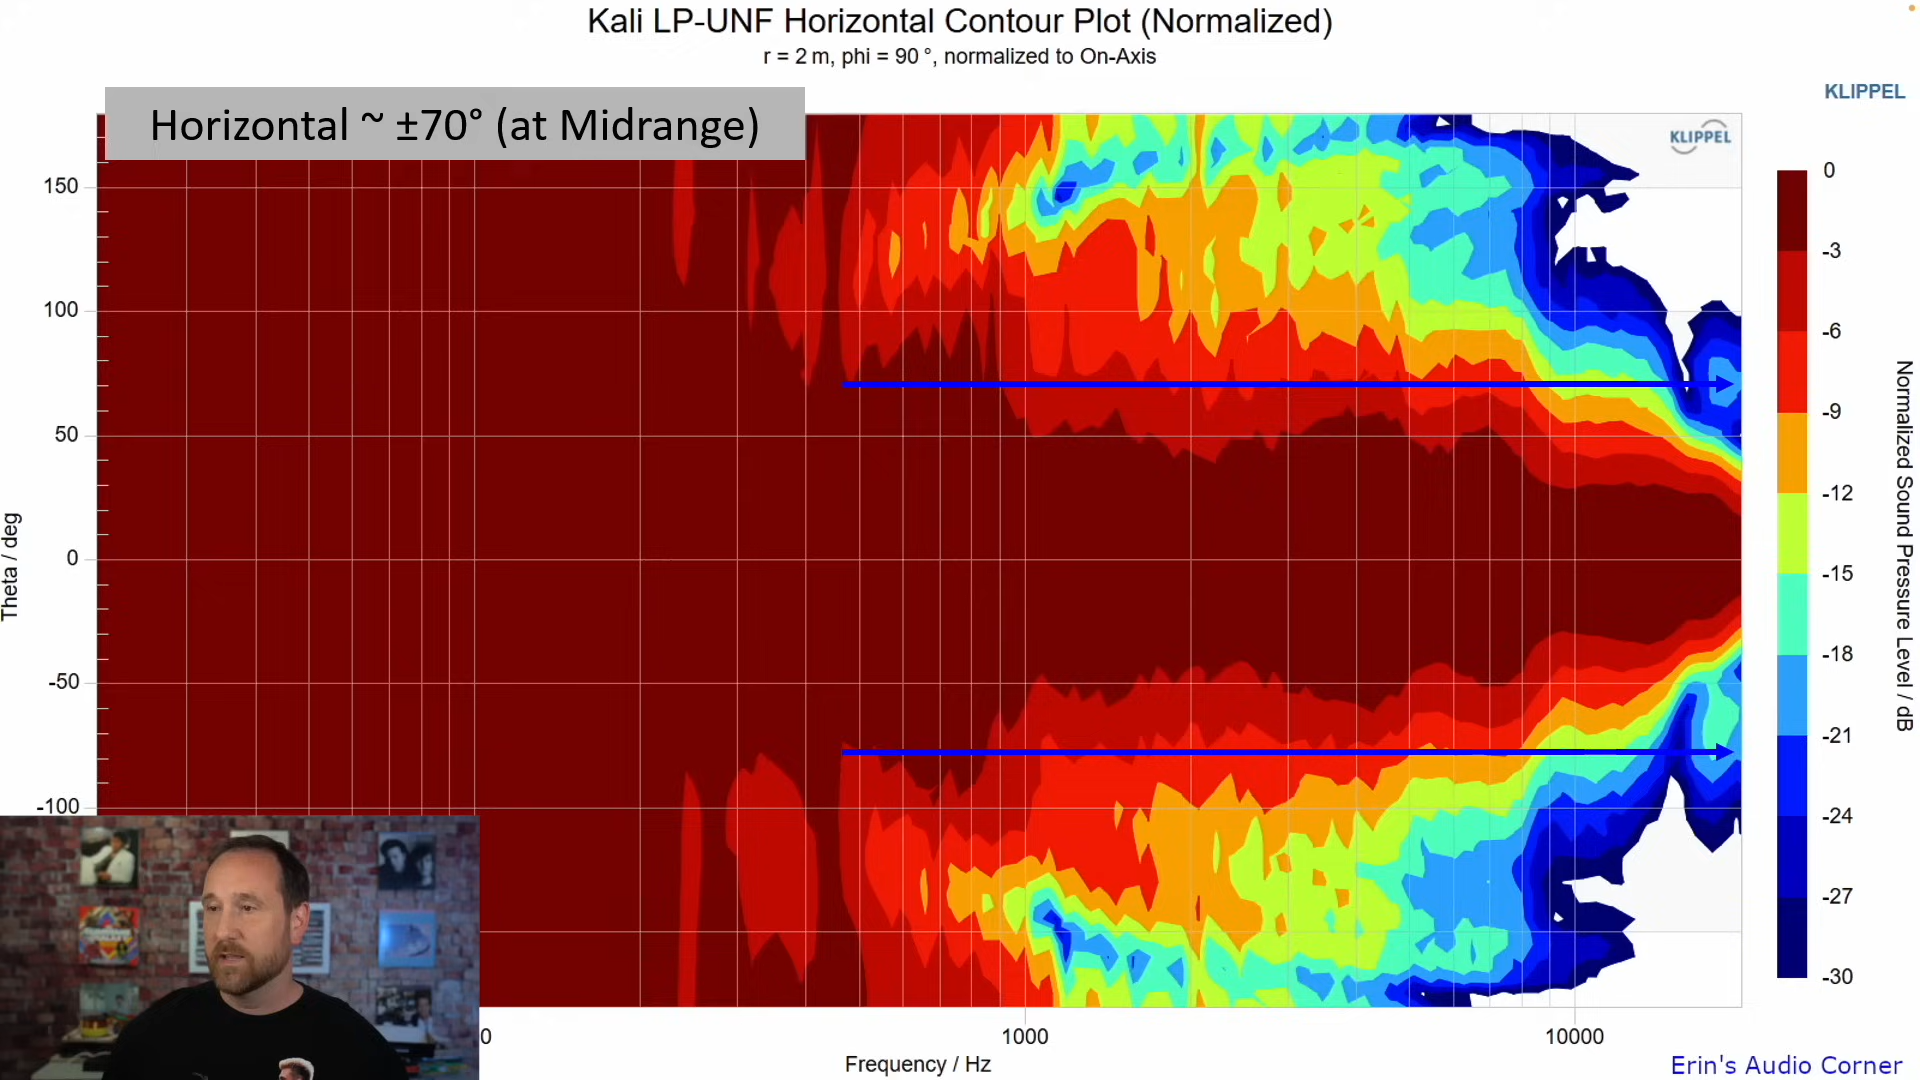 Kali LP-UNF Horizontal Contour Plot (Normalized)
r = 2 m, phi = 90 °, normalized to On-Axis
KLIPPEL
Horizontal ~ ±70° (at Midrange)
KLIPPEL
150
100
50
0
-50
-100
Theta / deg
0
-3
-6
-9
-12
-15
-18
-21
-24
-27
-30
Normalized Sound Pressure Level / dB
0
1000
10000
Frequency / Hz
Erin's Audio Corner